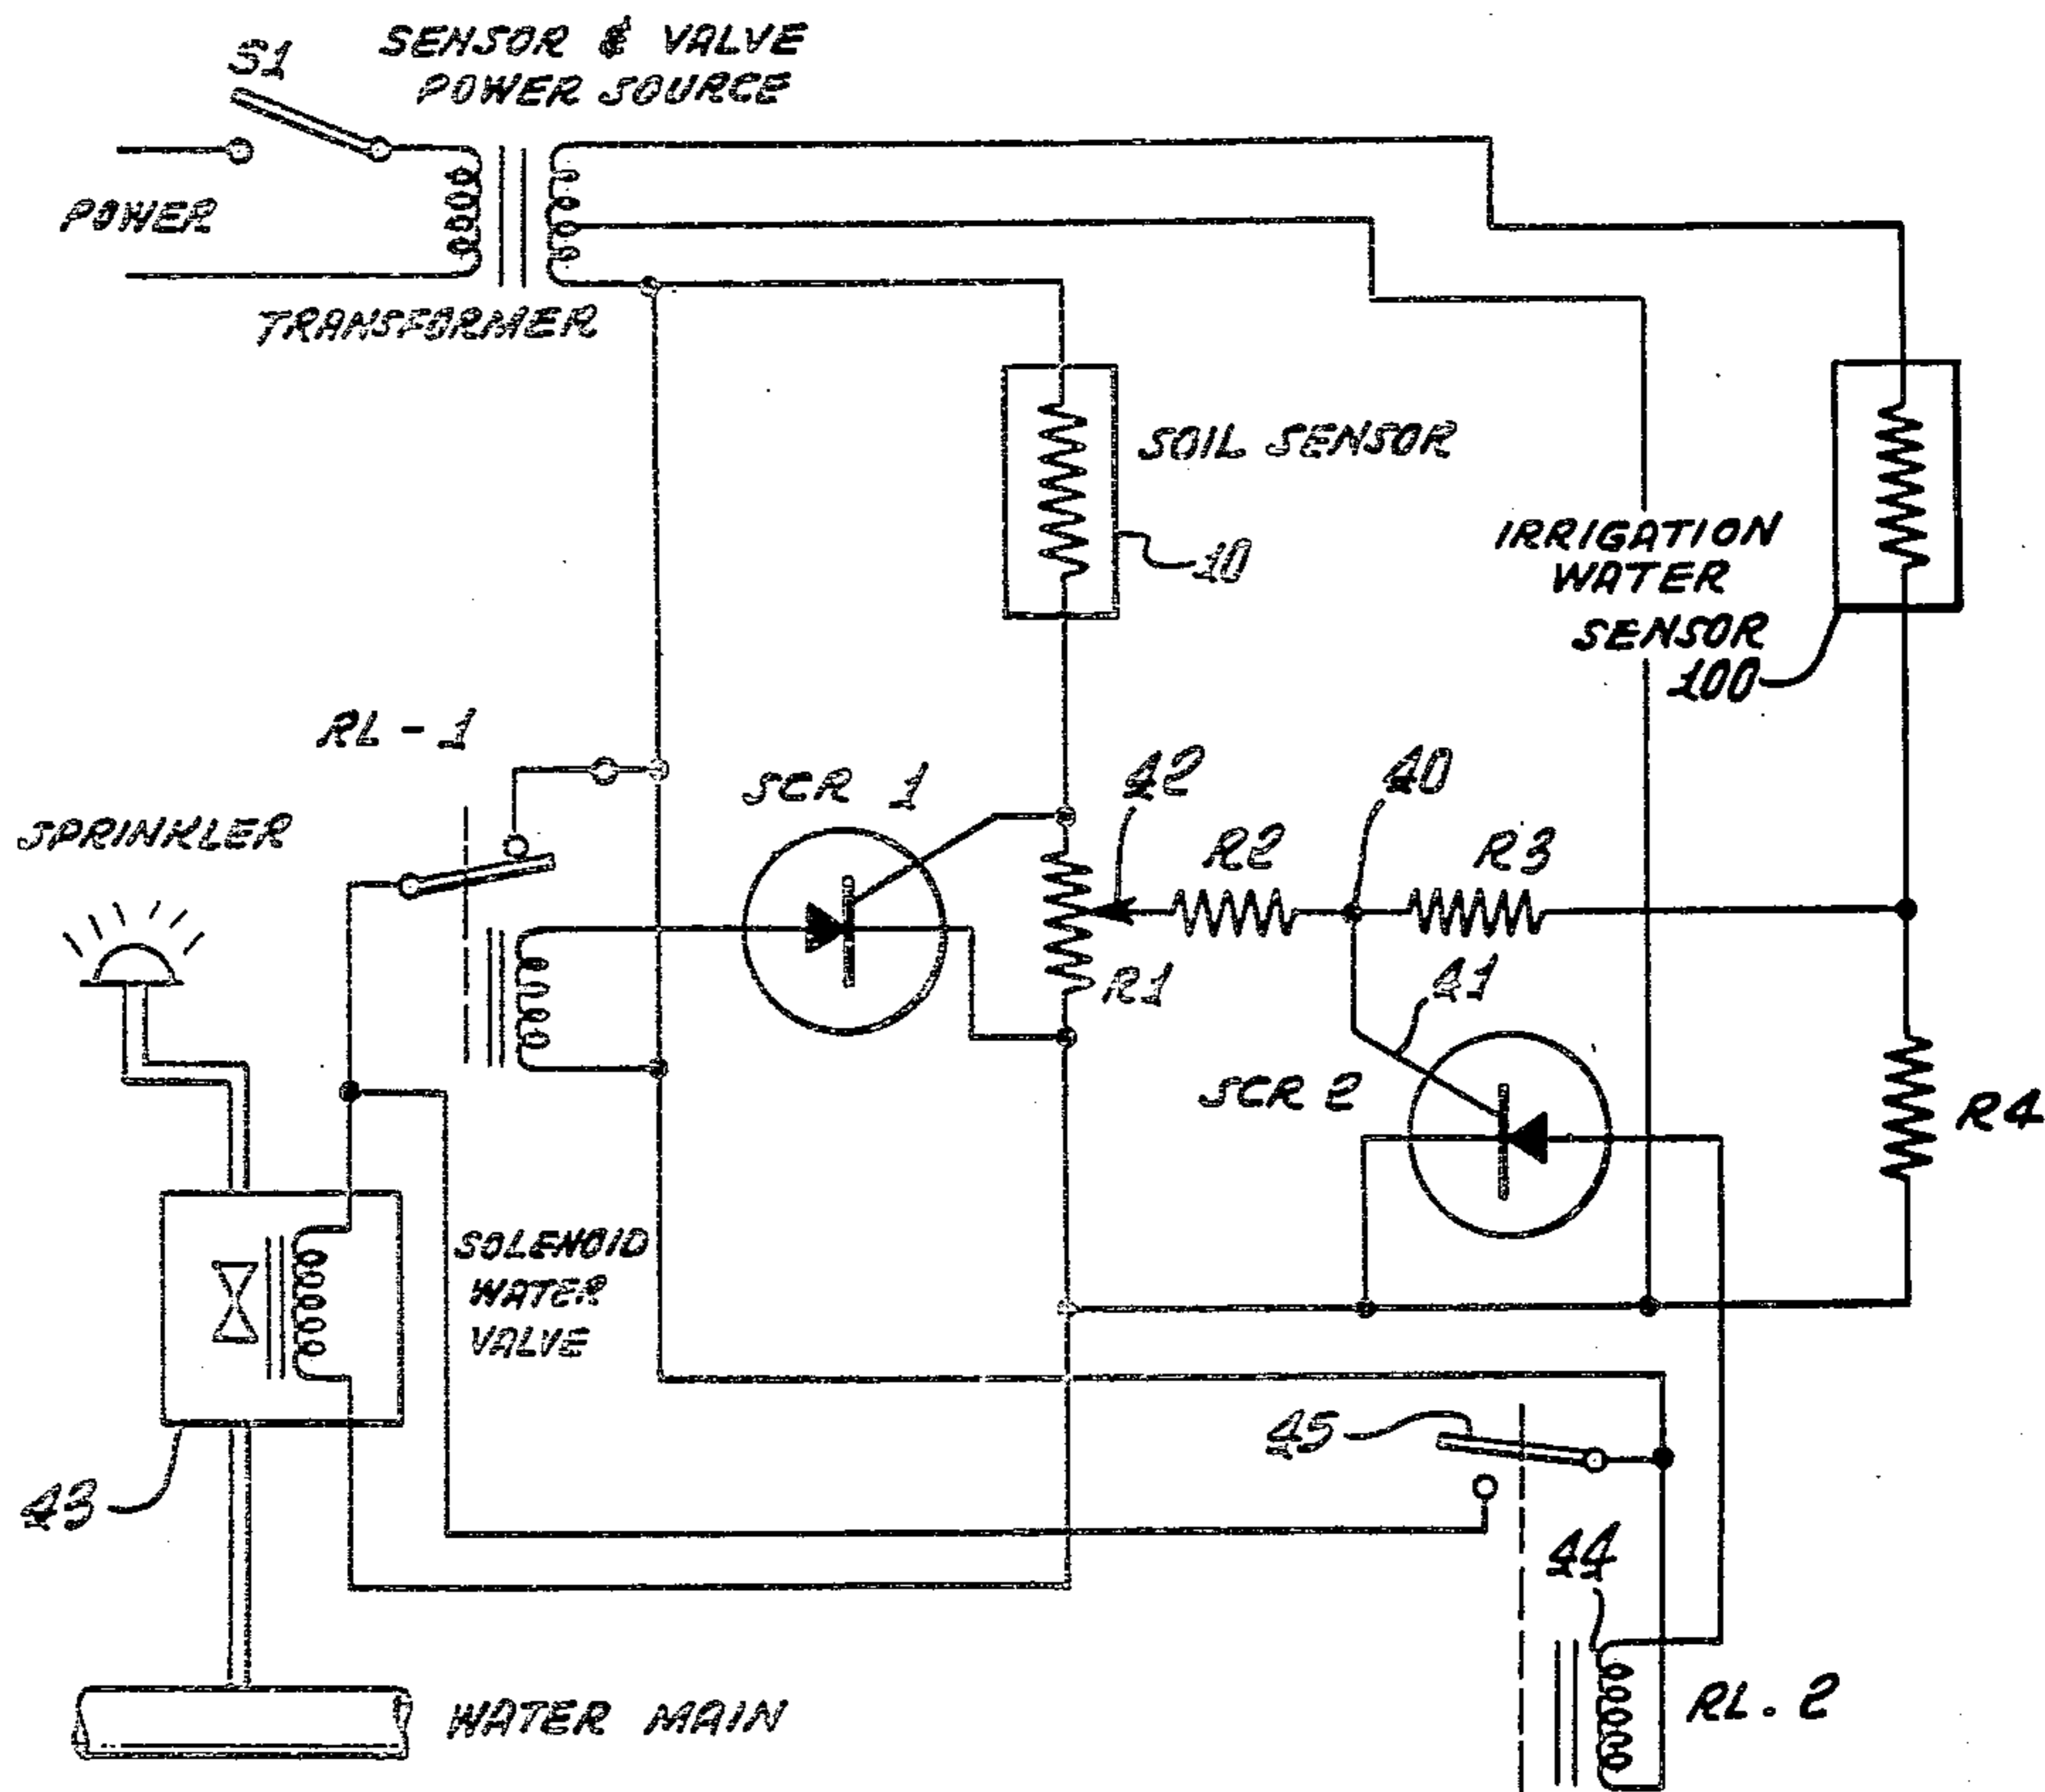 S1
SENSOR & VALVE
POWER SOURCE
POWER
TRANSFORMER
SOIL SENSOR
10
IRRIGATION
WATER
SENSOR
100
RL - 1
SCR 1
42
40
SPRINKLER
R2
R3
R1
41
SCR 2
R4
SOLENOID
WATER
VALVE
45
43
44
RL. 2
WATER MAIN